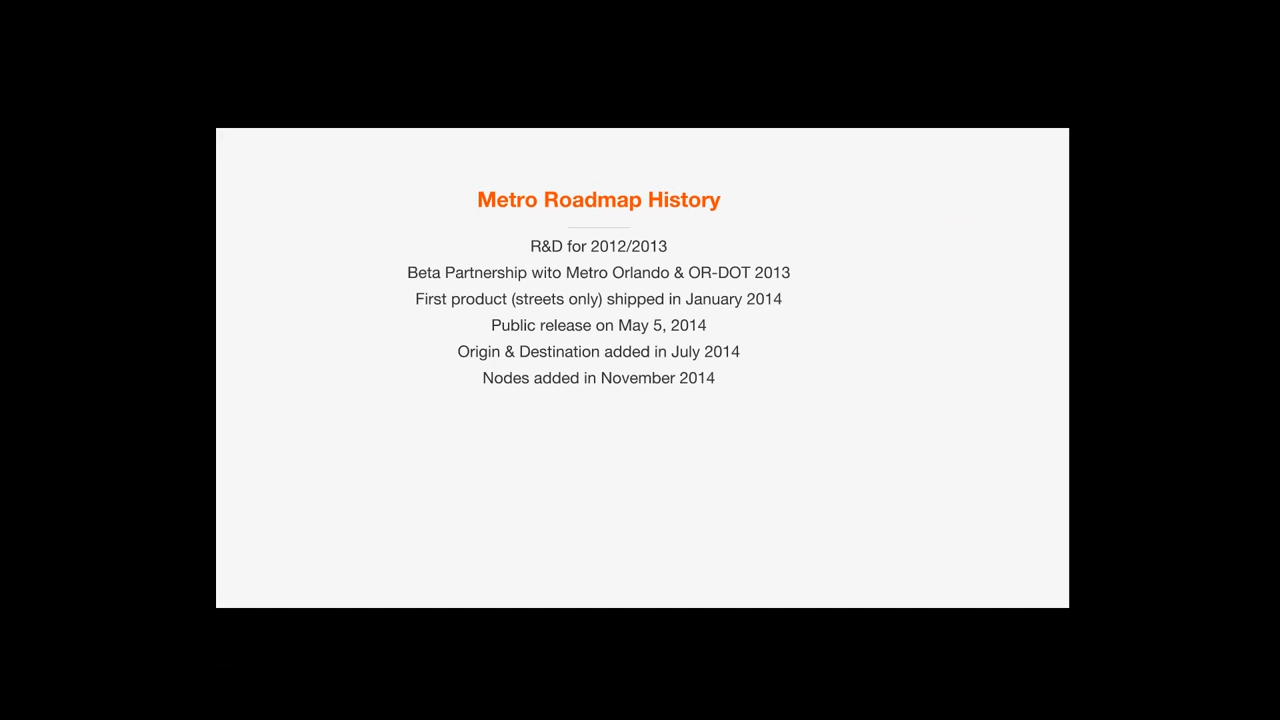 Metro Roadmap History
R&D for 2012/2013
Beta Partnership wito Metro Orlando & OR-DOT 2013
First product (streets only) shipped in January 2014
Public release on May 5, 2014
Origin & Destination added in July 2014
Nodes added in November 2014